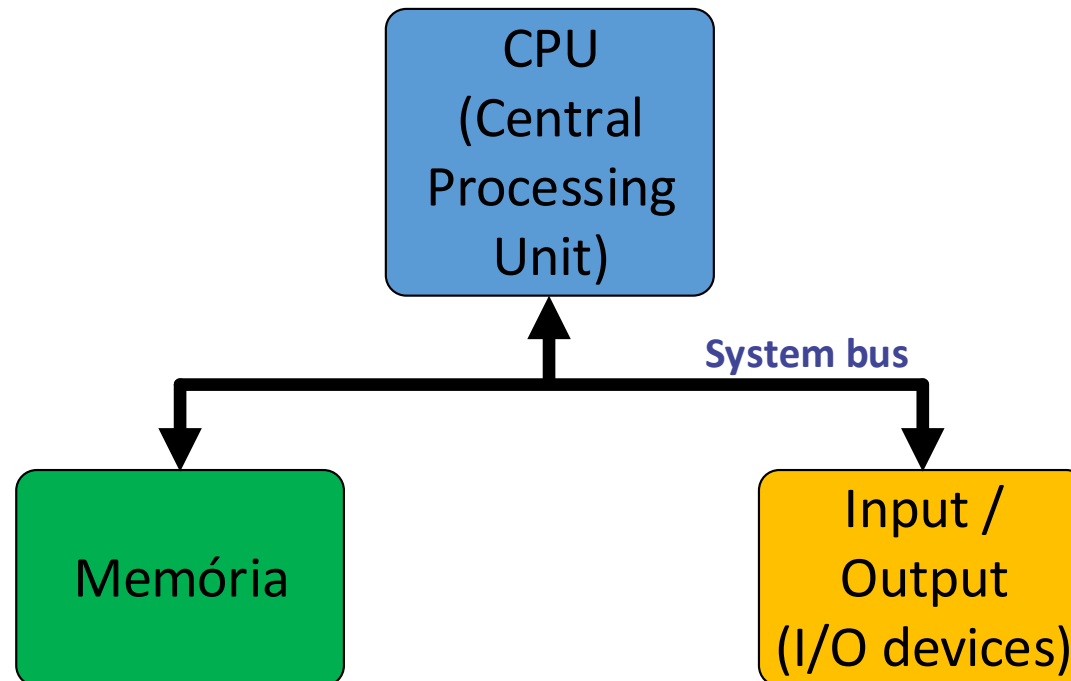 CPU
(Central
Processing
Unit)
System bus
Memória
Input /
Output
(I/O devices)